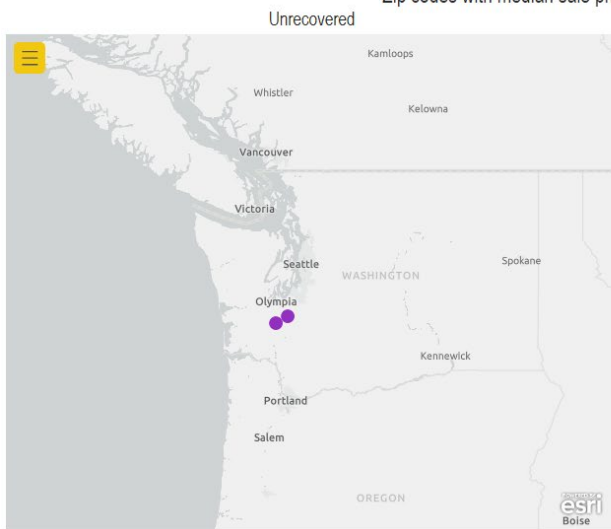 Zip codes with median sale pr
Unrecovered
Kamloops
Whistler
Kelowna
Vancouver
Victoria
Seattle
Spokane
WASHINGTON
Olympia
Kennewick
Portland
Salem
OREGON
esri
Boise